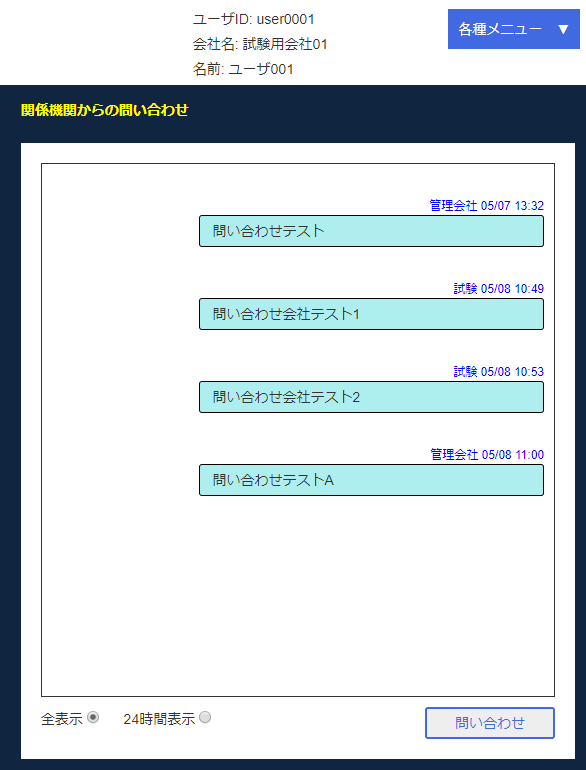 ユーザID: user0001
会社名: 試験用会社01
名前: ユーザ001
各種メニュー ▼
関係機関からの問い合わせ
管理会社 05/07 13:32
問い合わせテスト
試験 05/08 10:49
問い合わせ会社テスト1
試験 05/08 10:53
問い合わせ会社テスト2
管理会社 05/08 11:00
問い合わせテストA
全表示 24時間表示
問い合わせ